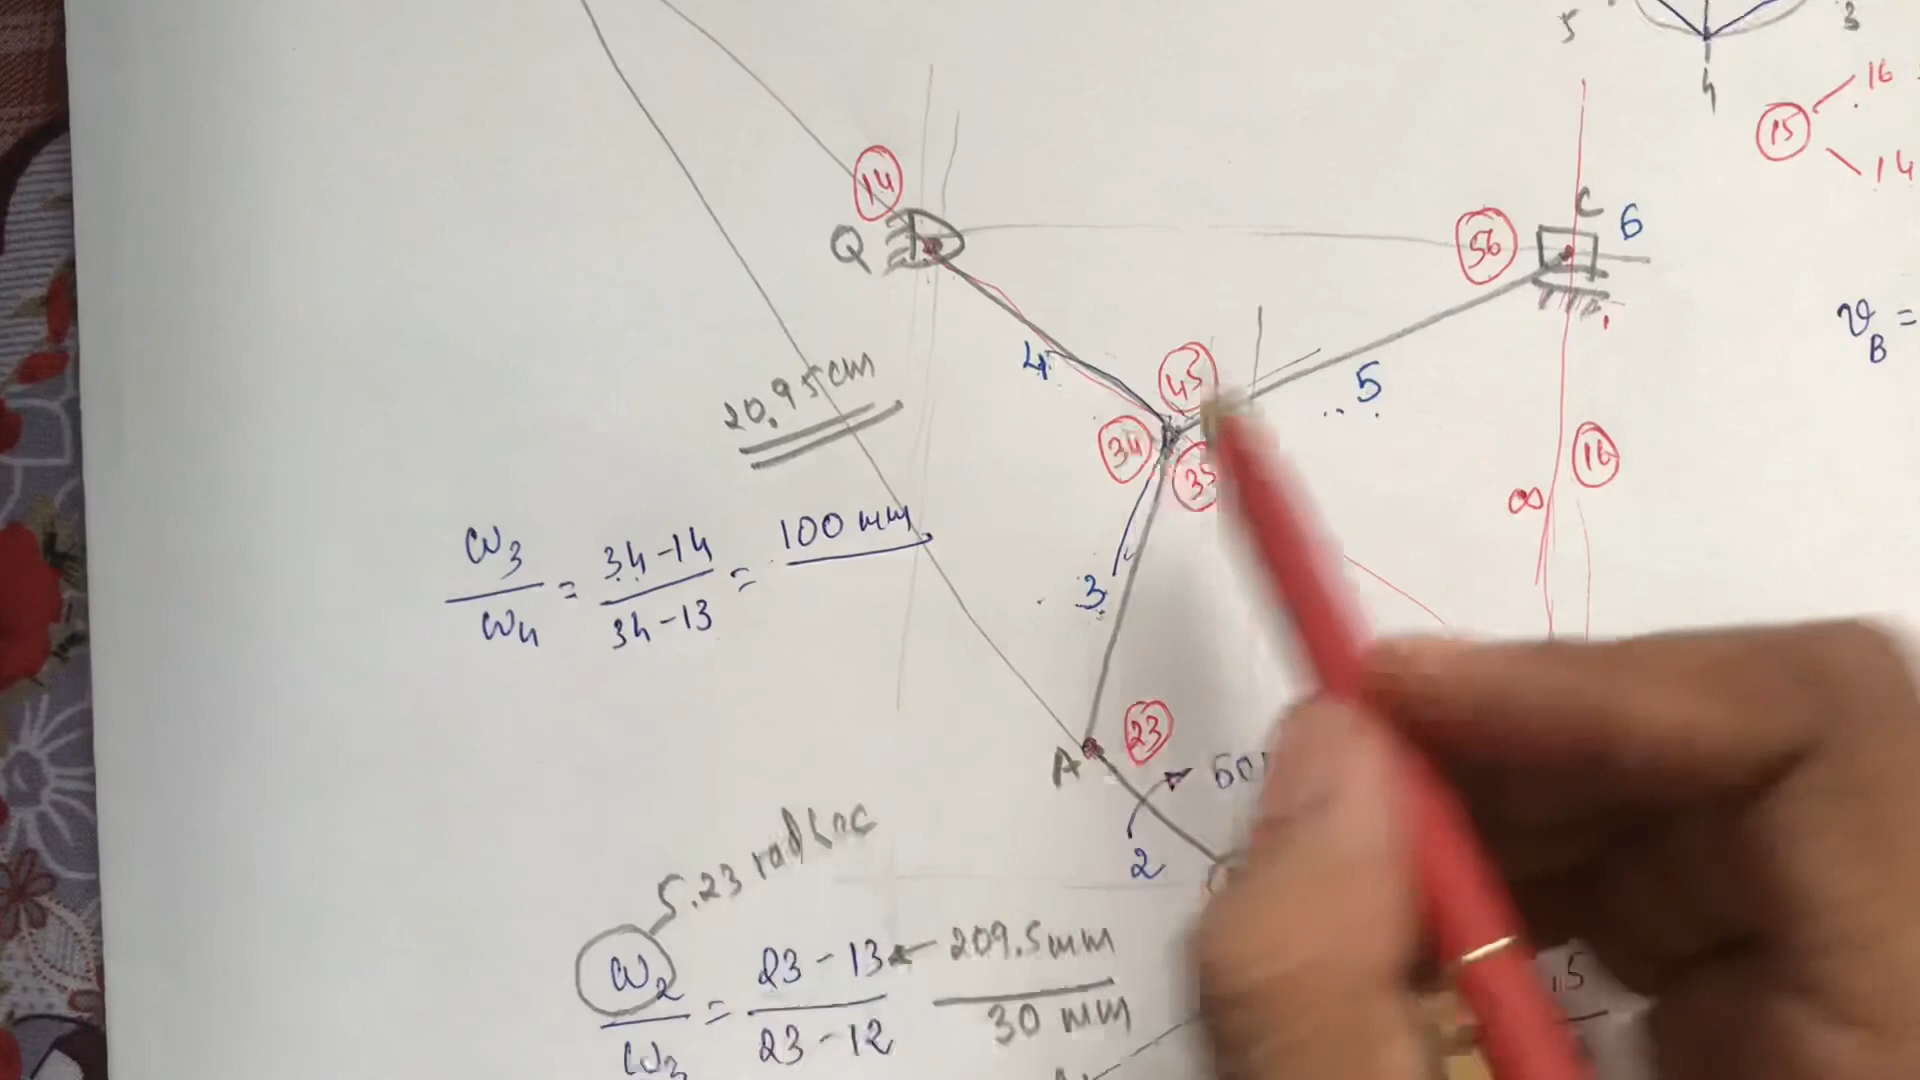 5
3
4
16
15
14
14
Q
C
6
56
v_B =
4
45
5
20.95 cm
34
35
16
∞
ω3/ω4 = 34-14/34-13 = 100 mm
3
A
23
60
2
5.23 rad/sec
ω2/ω3 = 23-13/23-12
209.5mm
30 mm